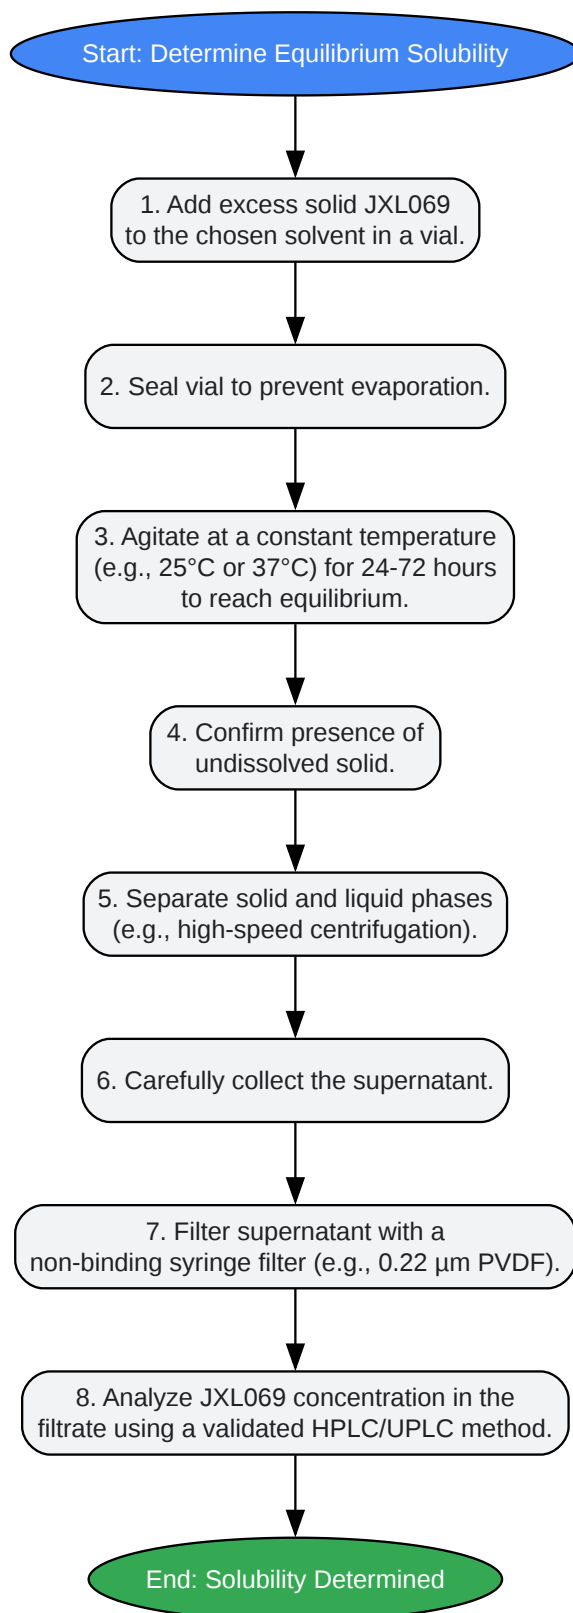 Start: Determine Equilibrium Solubility
1. Add excess solid JXL069
to the chosen solvent in a vial.
2. Seal vial to prevent evaporation.
3. Agitate at a constant temperature
(e.g., 25°C or 37°C) for 24-72 hours
to reach equilibrium.
4. Confirm presence of
undissolved solid.
5. Separate solid and liquid phases
(e.g., high-speed centrifugation).
6. Carefully collect the supernatant.
7. Filter supernatant with a
non-binding syringe filter (e.g., 0.22 µm PVDF).
8. Analyze JXL069 concentration in the
filtrate using a validated HPLC/UPLC method.
End: Solubility Determined